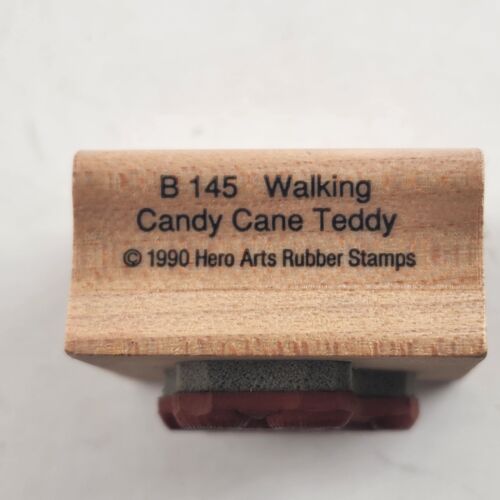 B 145 Walking
Candy Cane Teddy
© 1990 Hero Arts Rubber Stamps